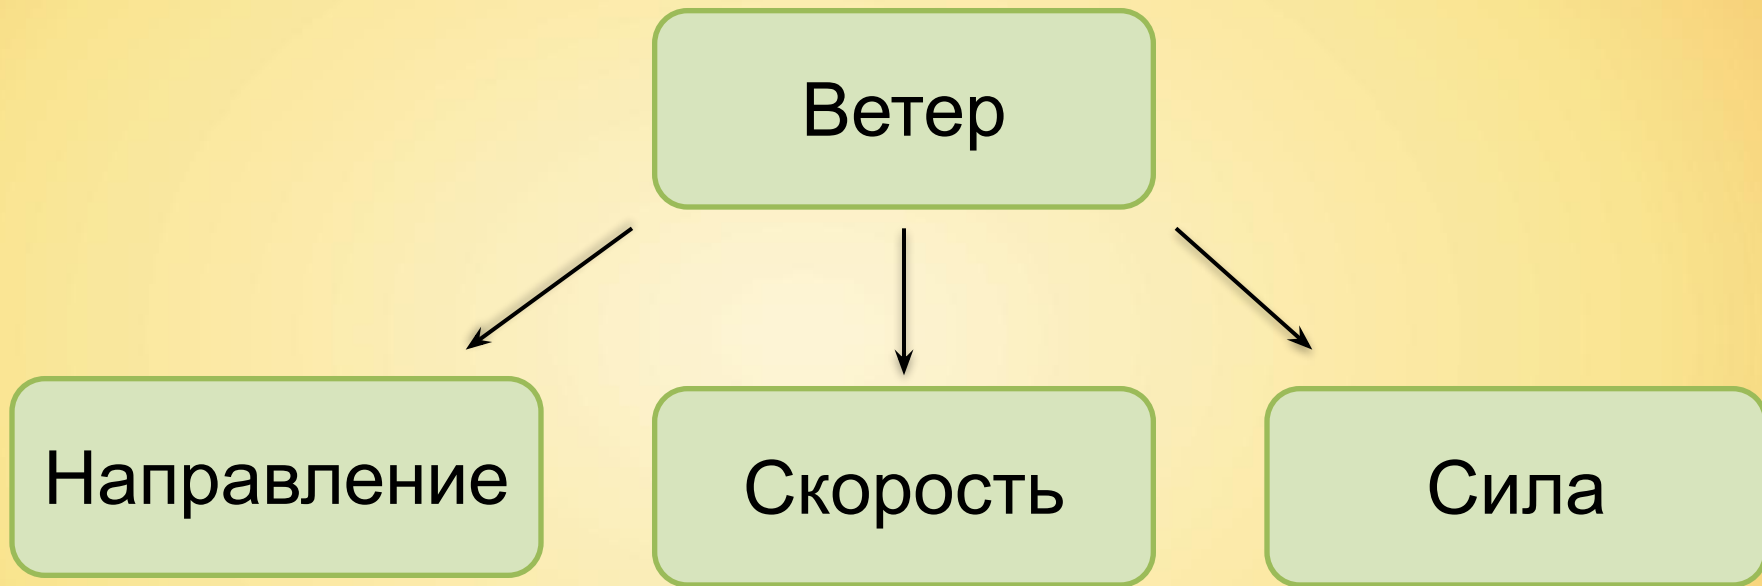 Ветер
Направление
Скорость
Сила